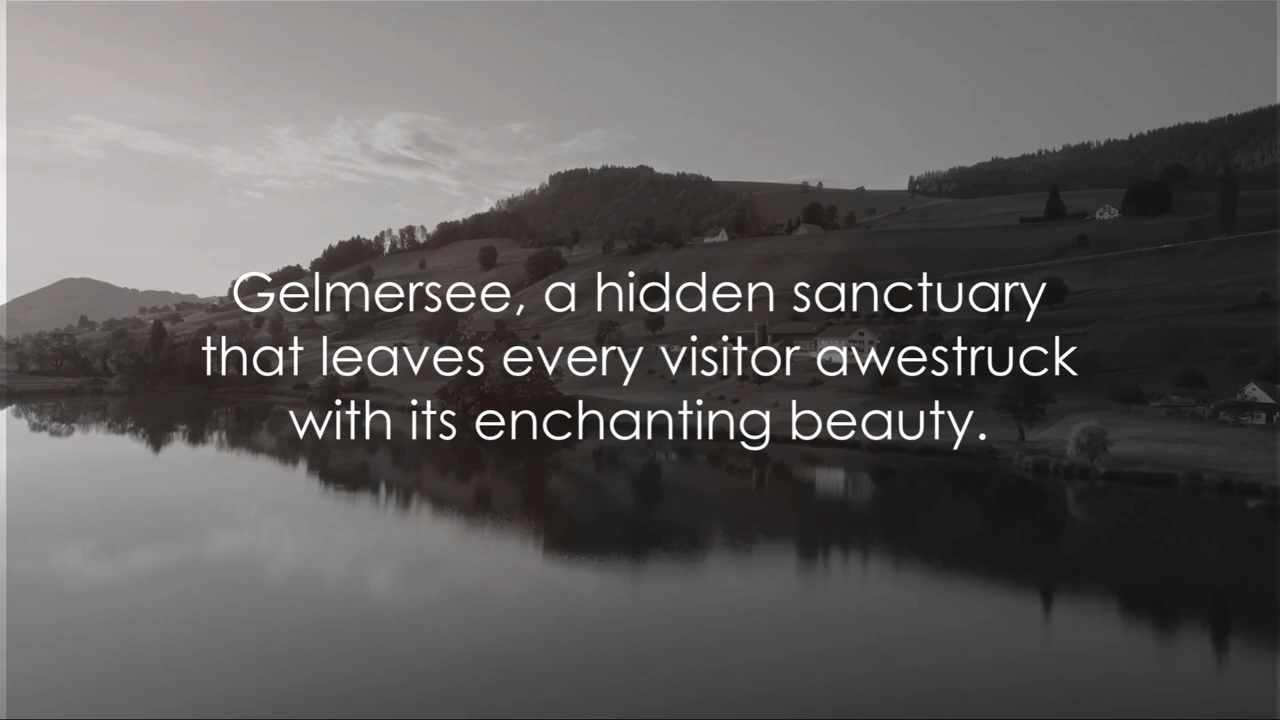 Gelmersee, a hidden sanctuary
that leaves every visitor awestruck
with its enchanting beauty.